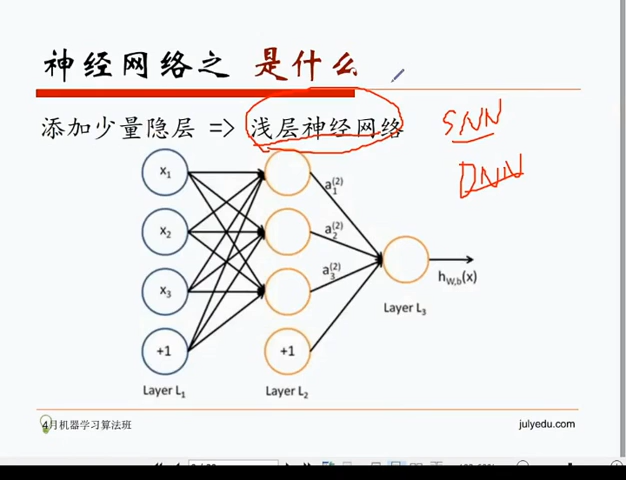 神经网络之 是什么
添加少量隐层 => 浅层神经网络
SNN
DNN
x₁
a₁⁽²⁾
x₂
a₂⁽²⁾
x₃
a₃⁽²⁾
h_{W,b}(x)
Layer L₃
+1
+1
Layer L₁
Layer L₂
4月机器学习算法班
julyedu.com